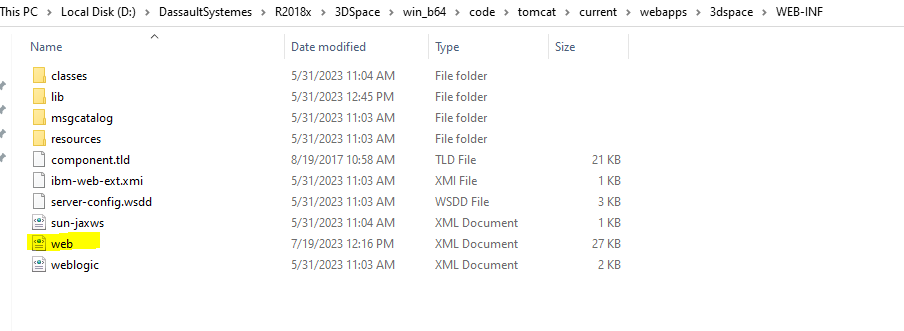 This PC > Local Disk (D:) > DassaultSystemes > R2018x > 3DSpace > win_b64 > code > tomcat > current > webapps > 3dspace > WEB-INF
Name Date modified Type Size
classes 5/31/2023 11:04 AM File folder
lib 5/31/2023 12:45 PM File folder
msgcatalog 5/31/2023 11:03 AM File folder
resources 5/31/2023 11:03 AM File folder
component.tld 8/19/2017 10:58 AM TLD File 21 KB
ibm-web-ext.xmi 5/31/2023 11:03 AM XMI File 1 KB
server-config.wsdd 5/31/2023 11:03 AM WSDD File 3 KB
sun-jaxws 5/31/2023 11:04 AM XML Document 1 KB
web 7/19/2023 12:16 PM XML Document 27 KB
weblogic 5/31/2023 11:03 AM XML Document 2 KB